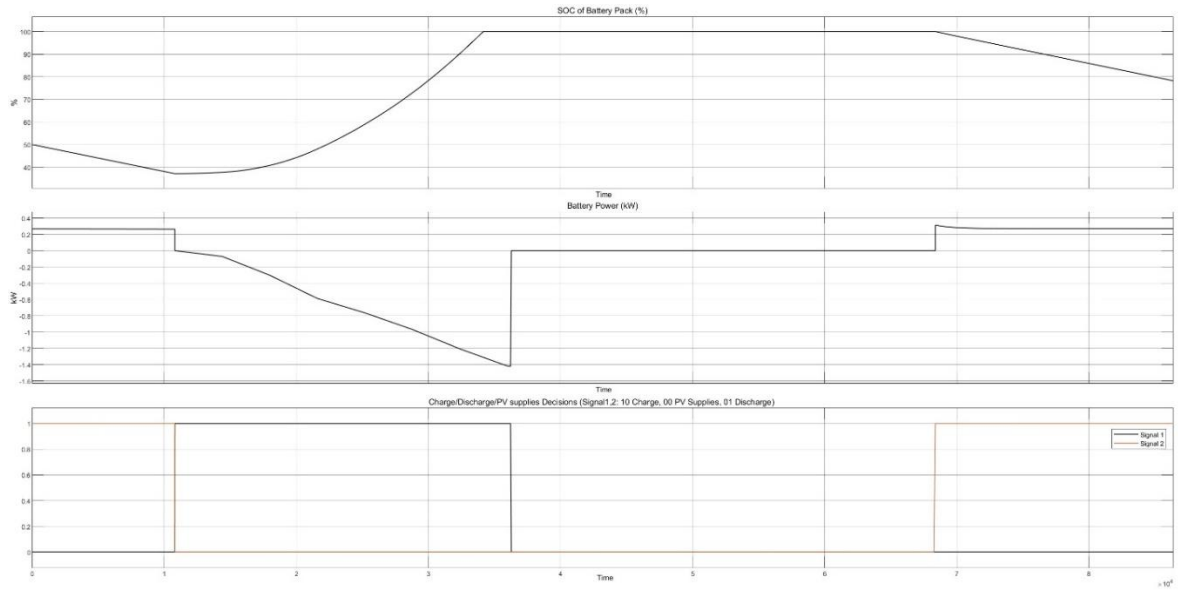 SOC of Battery Pack (%)
100
90
80
70
60
50
40
%
Time
Battery Power (kW)
0.4
0.2
0
-0.2
-0.4
-0.6
-0.8
-1
-1.2
-1.4
-1.6
kW
Time
Charge/Discharge/PV supplies Decisions (Signal1,2: 10 Charge, 00 PV Supplies, 01 Discharge)
1
0.8
0.6
0.4
0.2
0
Signal 1
Signal 2
0 1 2 3 4 5 6 7 8
Time
×10⁴